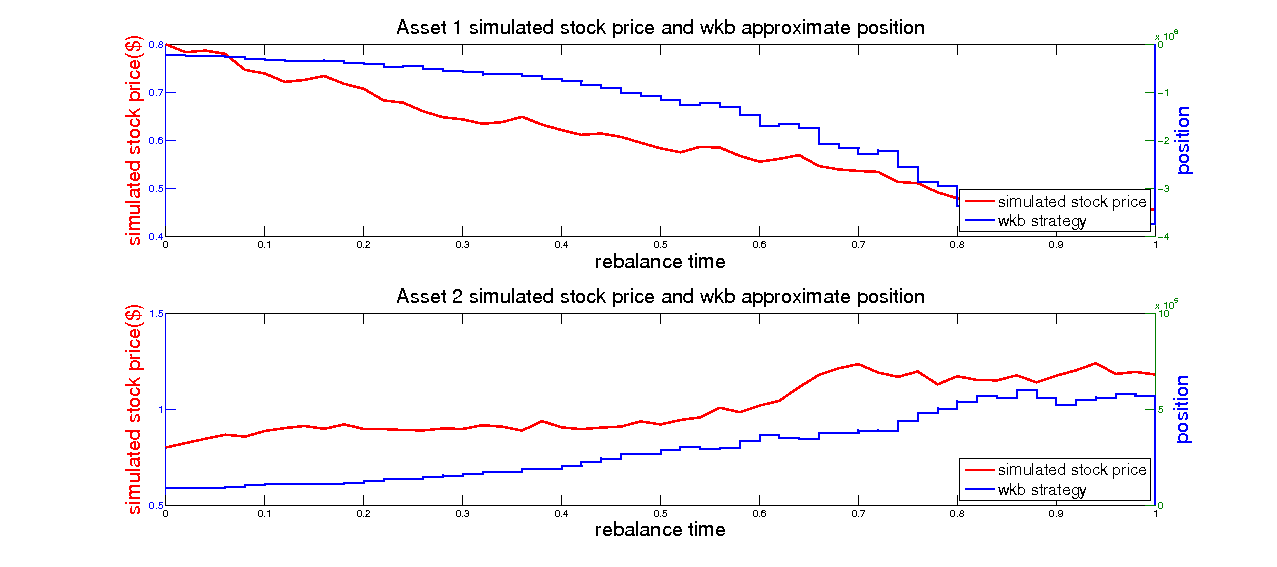 Asset 1 simulated stock price and wkb approximate position
x 10^6
simulated stock price($)
0.8
0.7
0.6
0.5
0.4
0
-1
-2
-3
-4
position
simulated stock price
wkb strategy
0 0.1 0.2 0.3 0.4 0.5 0.6 0.7 0.8 0.9 1
rebalance time
Asset 2 simulated stock price and wkb approximate position
simulated stock price($)
1.5
1
0.5
10
5
0
position
simulated stock price
wkb strategy
0 0.1 0.2 0.3 0.4 0.5 0.6 0.7 0.8 0.9 1
rebalance time